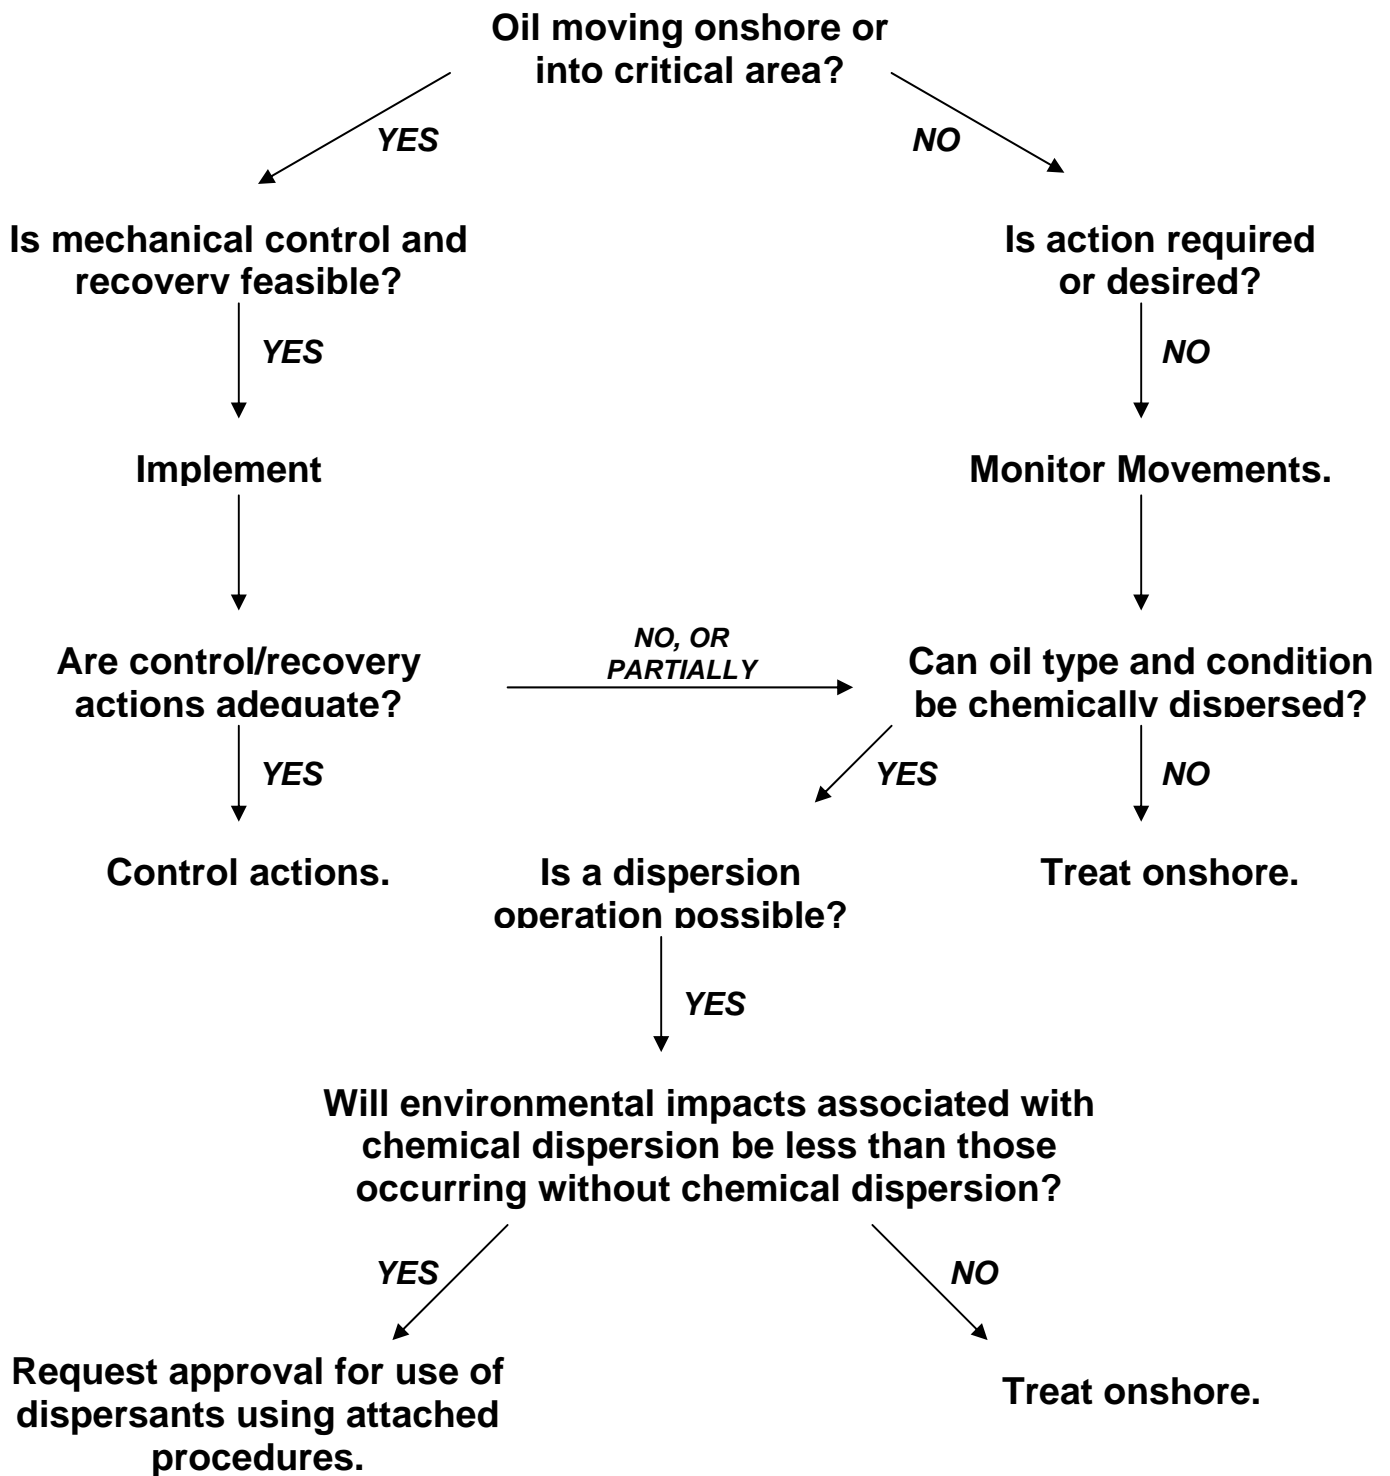 Oil moving onshore or
into critical area?
YES
NO
Is mechanical control and
recovery feasible?
Is action required
or desired?
YES
NO
Implement
Monitor Movements.
Are control/recovery
actions adequate?
NO, OR
PARTIALLY
Can oil type and condition
be chemically dispersed?
YES
YES
NO
Control actions.
Is a dispersion
operation possible?
Treat onshore.
YES
Will environmental impacts associated with
chemical dispersion be less than those
occurring without chemical dispersion?
YES
NO
Request approval for use of
dispersants using attached
procedures.
Treat onshore.